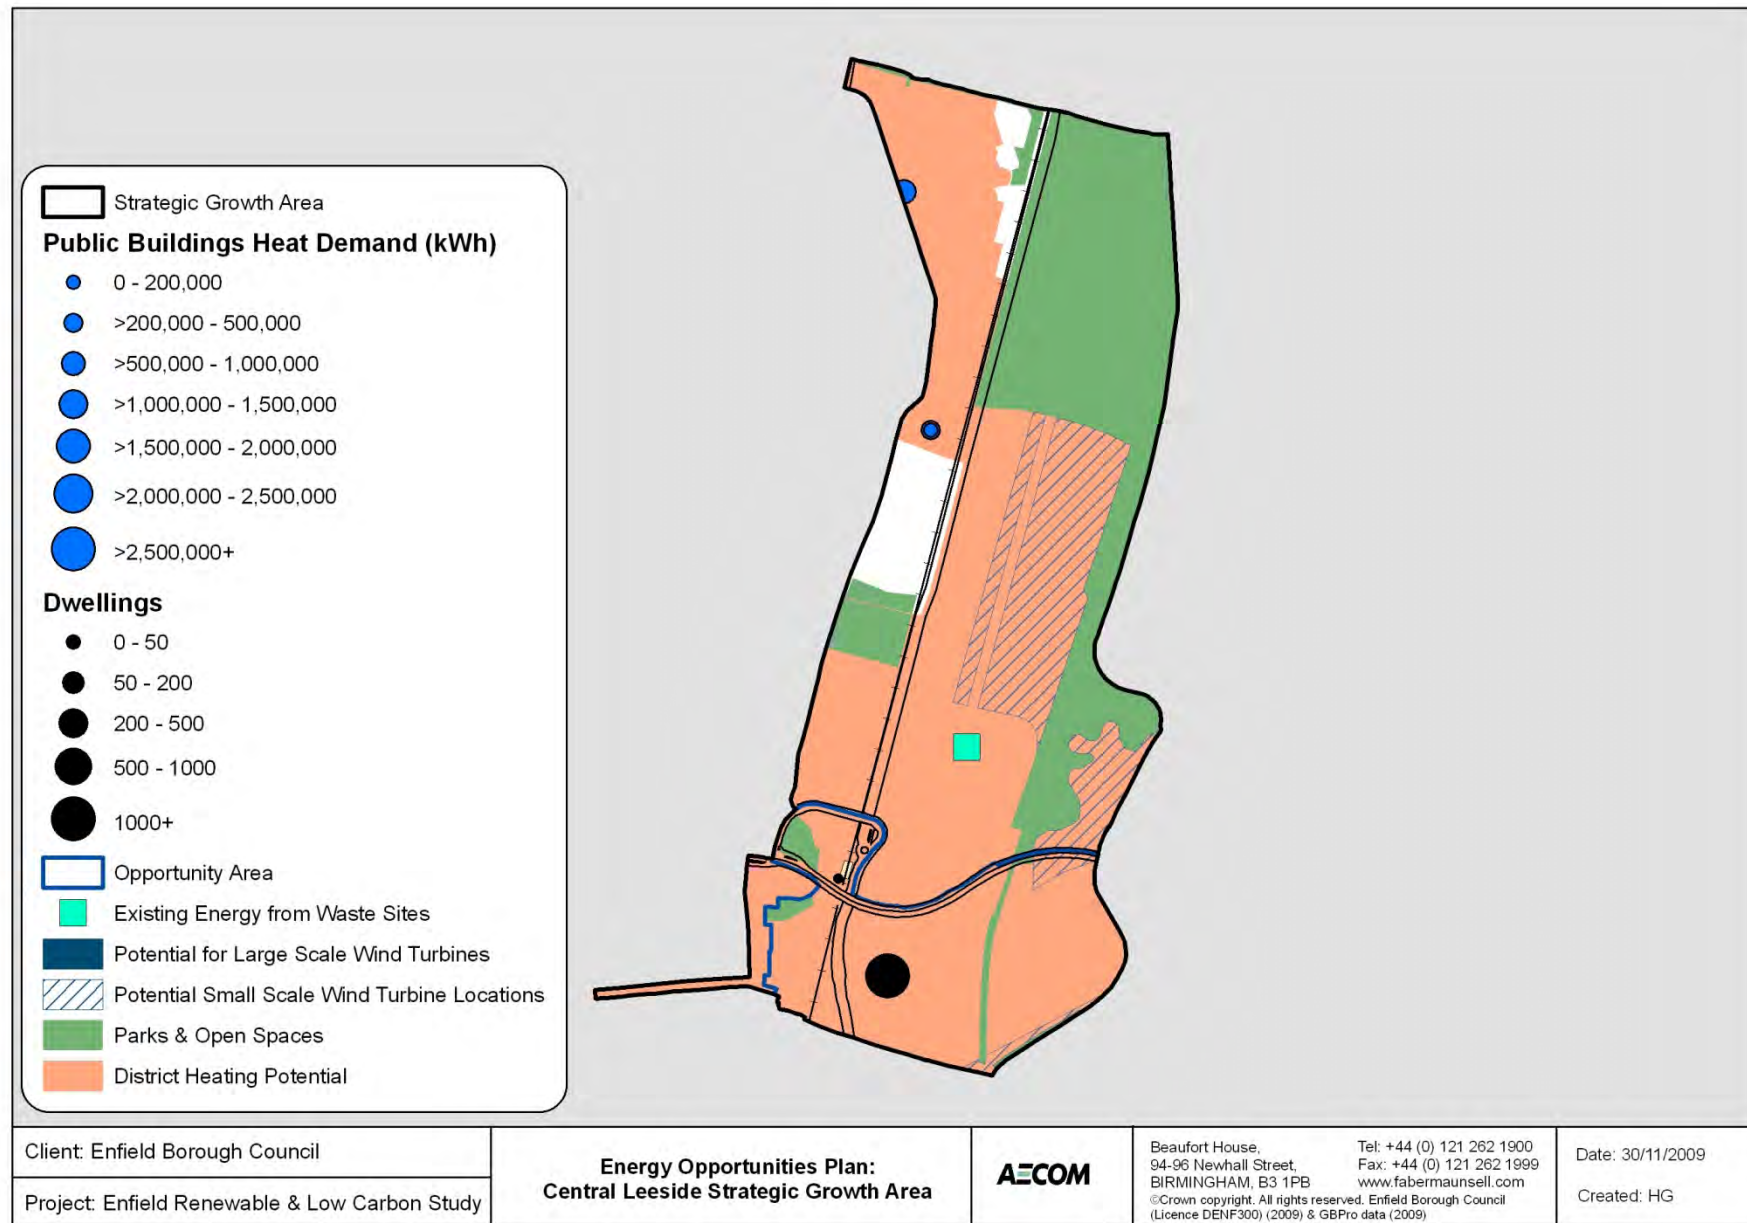 Strategic Growth Area
Public Buildings Heat Demand (kWh)
0 - 200,000
>200,000 - 500,000
>500,000 - 1,000,000
>1,000,000 - 1,500,000
>1,500,000 - 2,000,000
>2,000,000 - 2,500,000
>2,500,000+
Dwellings
0 - 50
50 - 200
200 - 500
500 - 1000
1000+
Opportunity Area
Existing Energy from Waste Sites
Potential for Large Scale Wind Turbines
Potential Small Scale Wind Turbine Locations
Parks & Open Spaces
District Heating Potential
Client: Enfield Borough Council
Project: Enfield Renewable & Low Carbon Study
Energy Opportunities Plan:
Central Leeside Strategic Growth Area
AECOM
Beaufort House,
94-96 Newhall Street,
BIRMINGHAM, B3 1PB
Tel: +44 (0) 121 262 1900
Fax: +44 (0) 121 262 1999
www.fabermaunsell.com
©Crown copyright. All rights reserved. Enfield Borough Council
(Licence DENF300) (2009) & GBPro data (2009)
Date: 30/11/2009
Created: HG